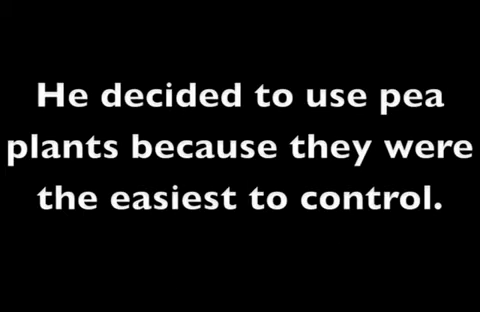 He decided to use pea
plants because they were
the easiest to control.